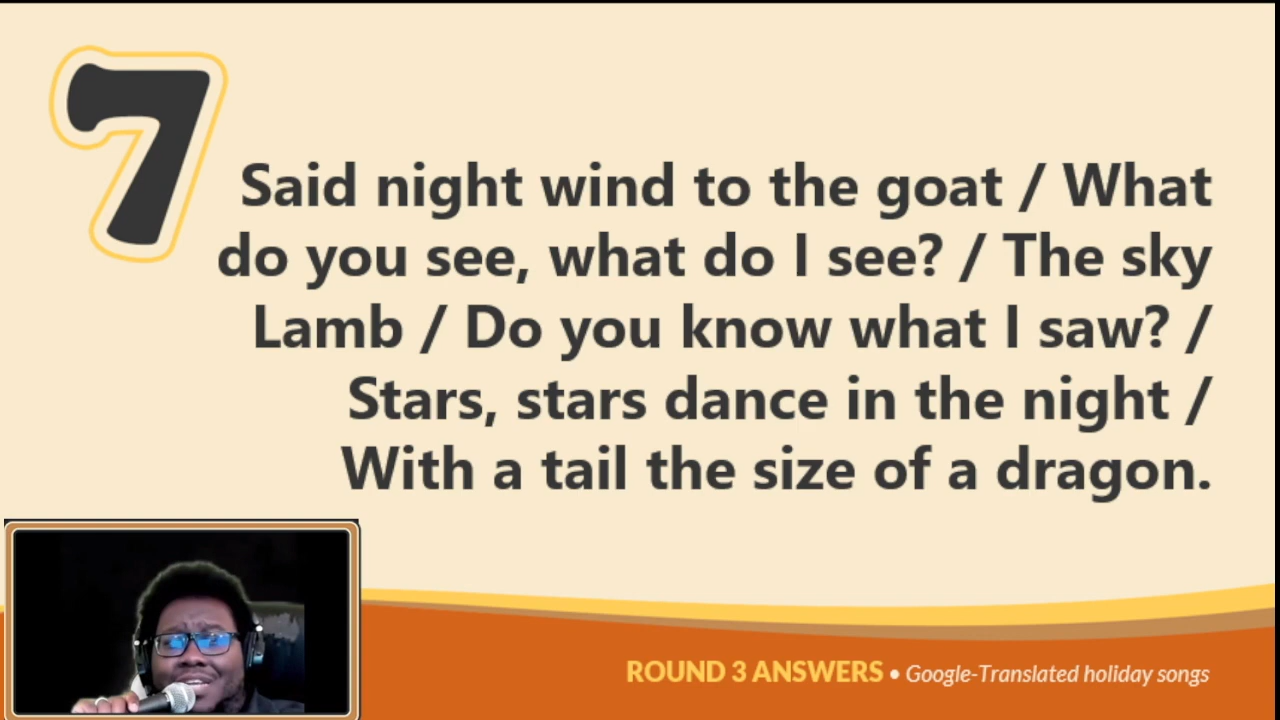 7
Said night wind to the goat / What
do you see, what do I see? / The sky
Lamb / Do you know what I saw? /
Stars, stars dance in the night /
With a tail the size of a dragon.
ROUND 3 ANSWERS • Google-Translated holiday songs